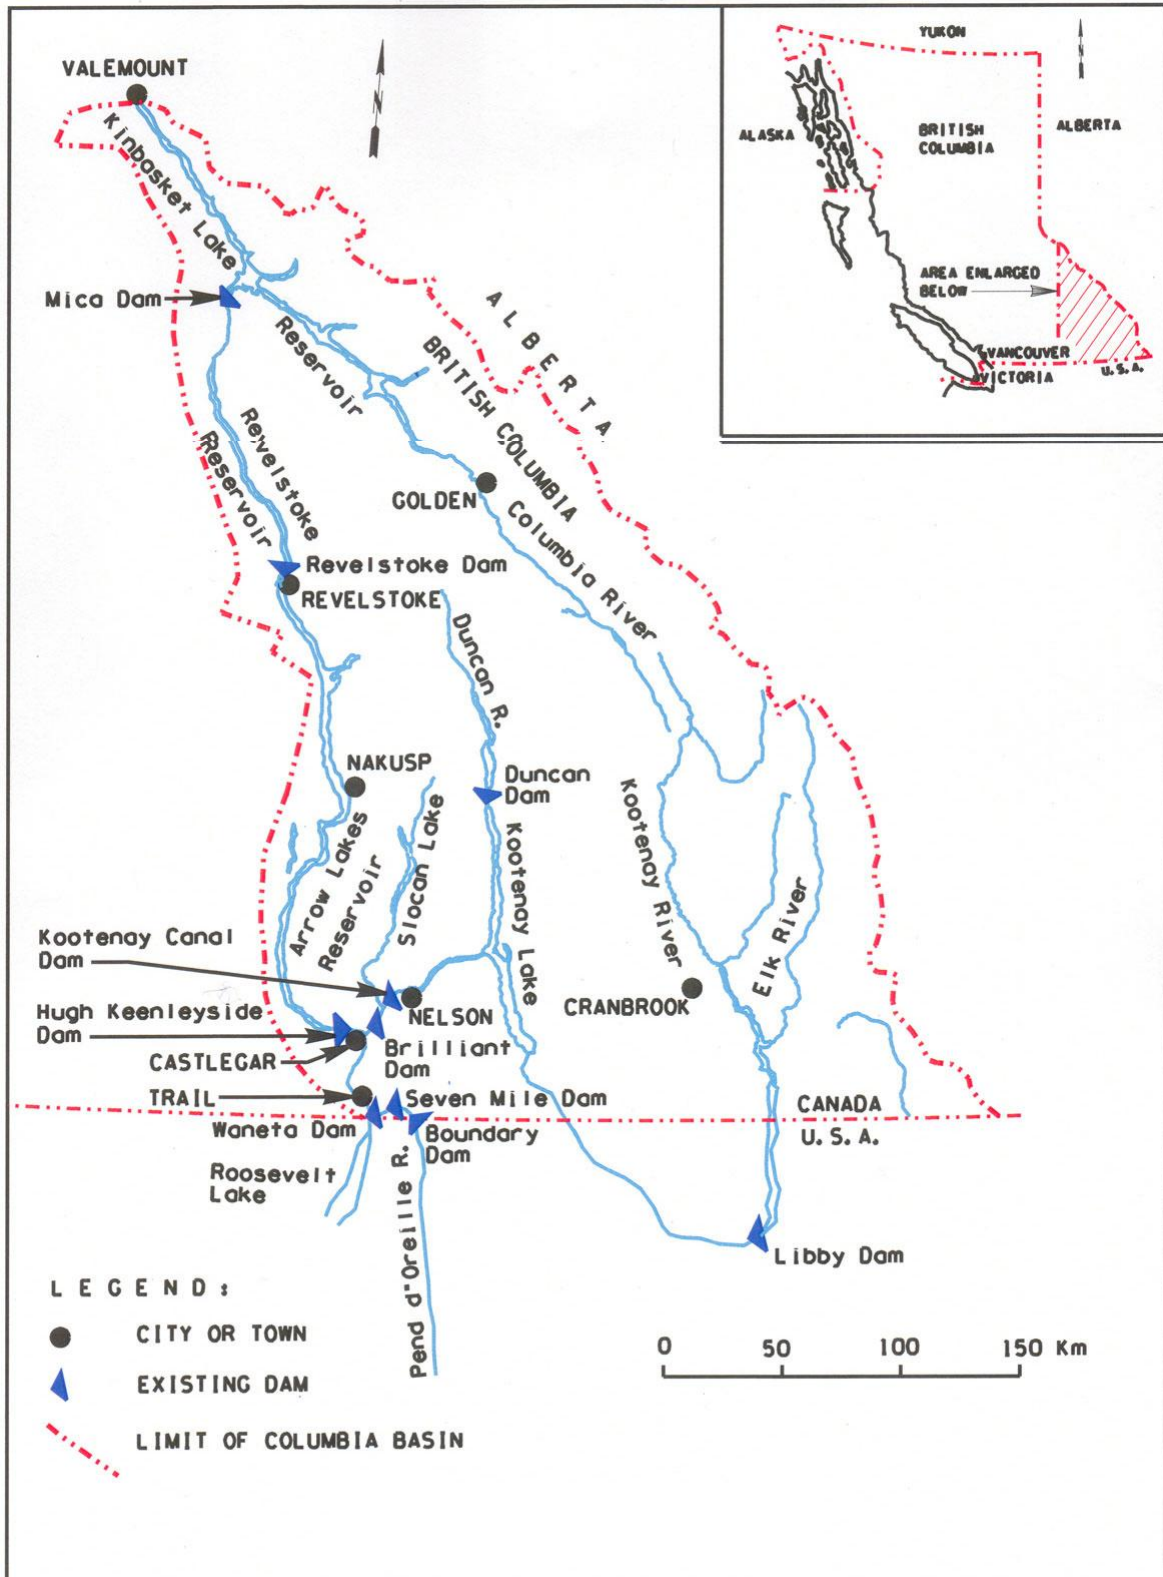 VALEMOUNT
N
Kinbasket Lake
Reservoir
Mica Dam
ALBERTA
BRITISH COLUMBIA
Revelstoke
Reservoir
GOLDEN
Columbia River
Revelstoke Dam
REVELSTOKE
Duncan R.
NAKUSP
Duncan
Dam
Arrow Lakes
Reservoir
Slocan Lake
Kootenay Lake
Kootenay River
Elk River
Kootenay Canal
Dam
Hugh Keenleyside
Dam
CASTLEGAR
NELSON
Brilliant
Dam
CRANBROOK
TRAIL
Seven Mile Dam
Waneta Dam
Boundary
Dam
CANADA
U.S.A.
Roosevelt
Lake
Pend d'Oreille R.
Libby Dam
YUKON
ALASKA
BRITISH
COLUMBIA
ALBERTA
AREA ENLARGED
BELOW
VANCOUVER
VICTORIA
U.S.A.
LEGEND:
CITY OR TOWN
EXISTING DAM
LIMIT OF COLUMBIA BASIN
0 50 100 150 Km